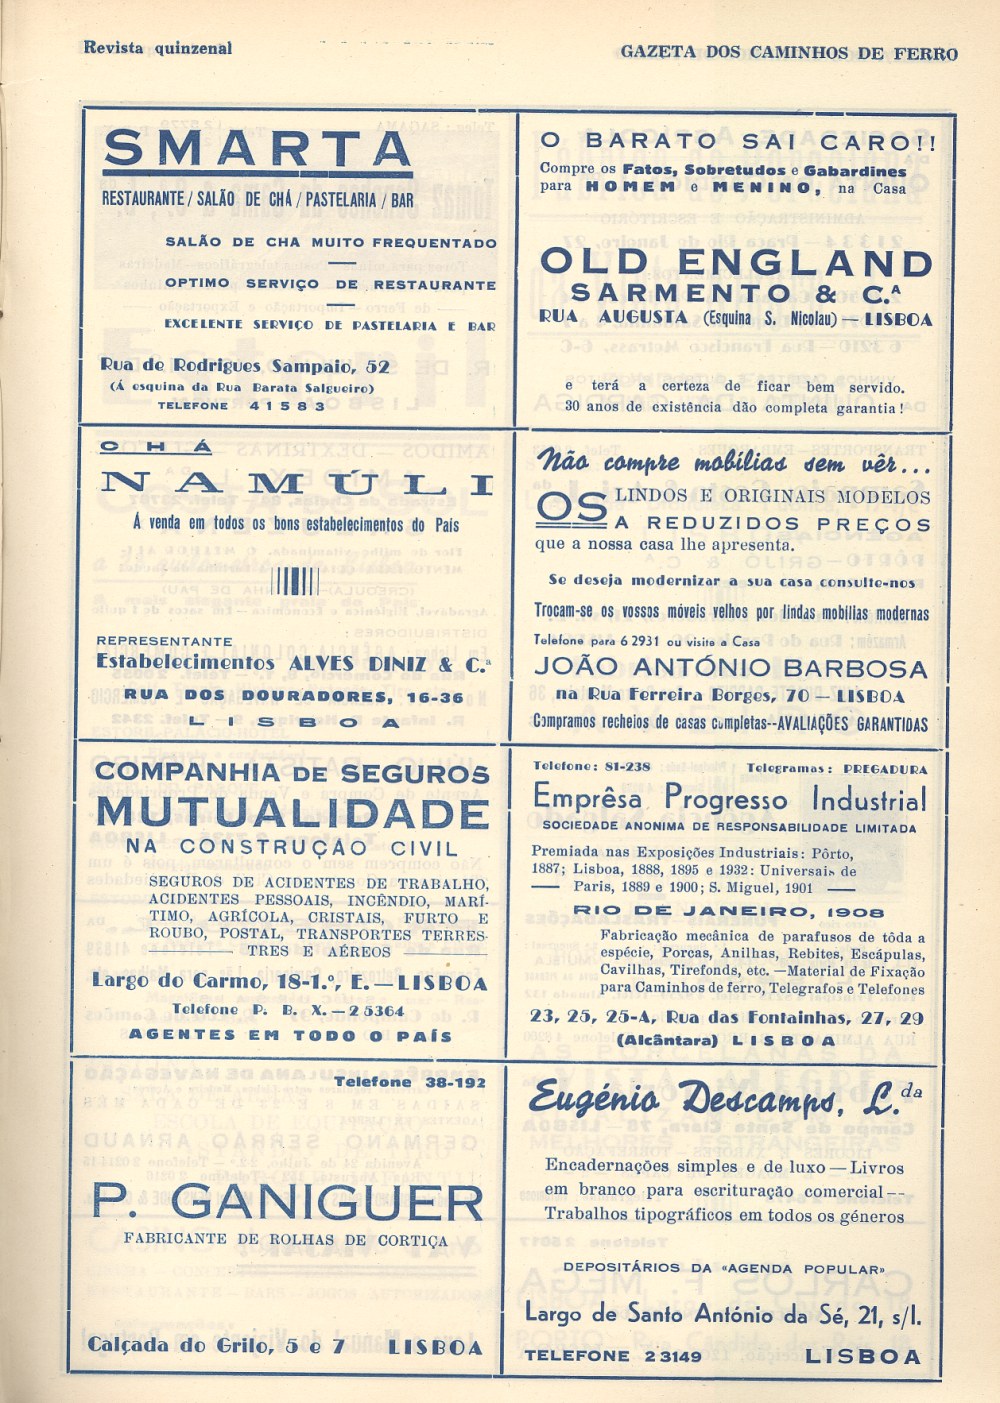 Revista quinzenal
GAZETA DOS CAMINHOS DE FERRO
SMARTA
RESTAURANTE / SALÃO DE CHÁ / PASTELARIA / BAR
SALÃO DE CHA MUITO FREQUENTADO
OPTIMO SERVIÇO DE RESTAURANTE
EXCELENTE SERVIÇO DE PASTELARIA E BAR
Rua de Rodrigues Sampaio, 52
(Á esquina da Rua Barata Salgueiro)
TELEFONE 41583
O BARATO SAI CARO!!
Compre os Fatos, Sobretudos e Gabardines
para HOMEM e MENINO, na Casa
OLD ENGLAND
SARMENTO & C.ª
RUA AUGUSTA (Esquina S. Nicolau) — LISBOA
e terá a certeza de ficar bem servido.
30 anos de existência dão completa garantia!
CHÁ
NAMÚLI
Á venda em todos os bons estabelecimentos do País
REPRESENTANTE
Estabelecimentos ALVES DINIZ & C.ª
RUA DOS DOURADORES, 16-36
LISBOA
Não compre mobílias sem vêr...
OS LINDOS E ORIGINAIS MODELOS
A REDUZIDOS PREÇOS
que a nossa casa lhe apresenta.
Se deseja modernizar a sua casa consulte-nos
Trocam-se os vossos móveis velhos por lindas mobílias modernas
Telefone para 6 2931 ou visite a Casa
JOÃO ANTÓNIO BARBOSA
na Rua Ferreira Borges, 70 — LISBOA
Compramos recheios de casas completas--AVALIAÇÕES GARANTIDAS
COMPANHIA DE SEGUROS
MUTUALIDADE
NA CONSTRUÇÃO CIVIL
SEGUROS DE ACIDENTES DE TRABALHO,
ACIDENTES PESSOAIS, INCÊNDIO, MARÍ-
TIMO, AGRÍCOLA, CRISTAIS, FURTO E
ROUBO, POSTAL, TRANSPORTES TERRES-
TRES E AÉREOS
Largo do Carmo, 18-1.º, E. — LISBOA
Telefone P. B. X. — 25364
AGENTES EM TODO O PAÍS
Telefone: 81-238 Telegramas: PREGADURA
Emprêsa Progresso Industrial
SOCIEDADE ANONIMA DE RESPONSABILIDADE LIMITADA
Premiada nas Exposições Industriais: Pôrto,
1887; Lisboa, 1888, 1895 e 1932: Universais de
Paris, 1889 e 1900; S. Miguel, 1901
RIO DE JANEIRO, 1908
Fabricação mecânica de parafusos de tôda a
espécie, Porcas, Anilhas, Rebites, Escápulas,
Cavilhas, Tirefonds, etc. — Material de Fixação
para Caminhos de ferro, Telegrafos e Telefones
23, 25, 25-A, Rua das Fontainhas, 27, 29
(Alcântara) LISBOA
Telefone 38-192
P. GANIGUER
FABRICANTE DE ROLHAS DE CORTIÇA
Calçada do Grilo, 5 e 7 LISBOA
Eugénio Descamps, L.da
Encadernações simples e de luxo — Livros
em branco para escrituração comercial —
Trabalhos tipográficos em todos os géneros
DEPOSITÁRIOS DA «AGENDA POPULAR»
Largo de Santo António da Sé, 21, s/l.
TELEFONE 23149 LISBOA